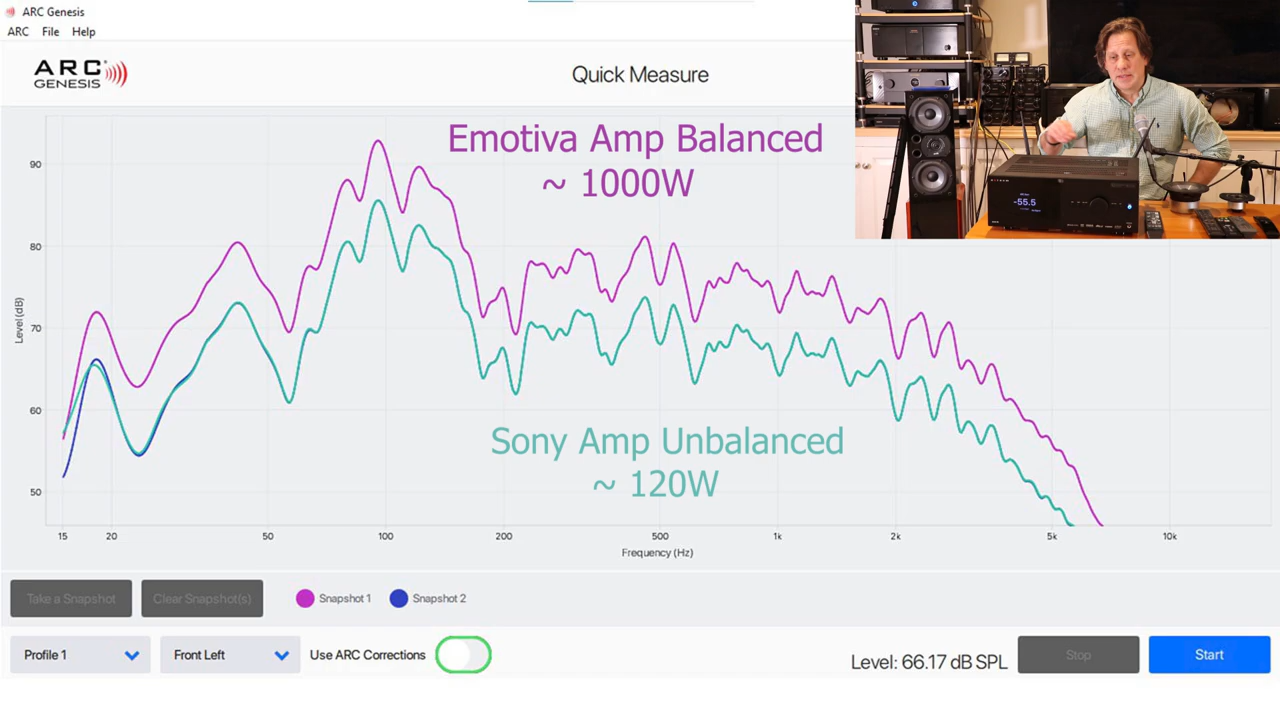 ARC Genesis
ARC File Help
ARC
GENESIS
Quick Measure
Emotiva Amp Balanced
~ 1000W
-55.5
90
80
70
60
50
Level (dB)
Sony Amp Unbalanced
~ 120W
15 20 50 100 200 500 1k 2k 5k 10k
Frequency (Hz)
Take a Snapshot Clear Snapshot(s) Snapshot 1 Snapshot 2
Profile 1 Front Left Use ARC Corrections Level: 66.17 dB SPL Stop Start